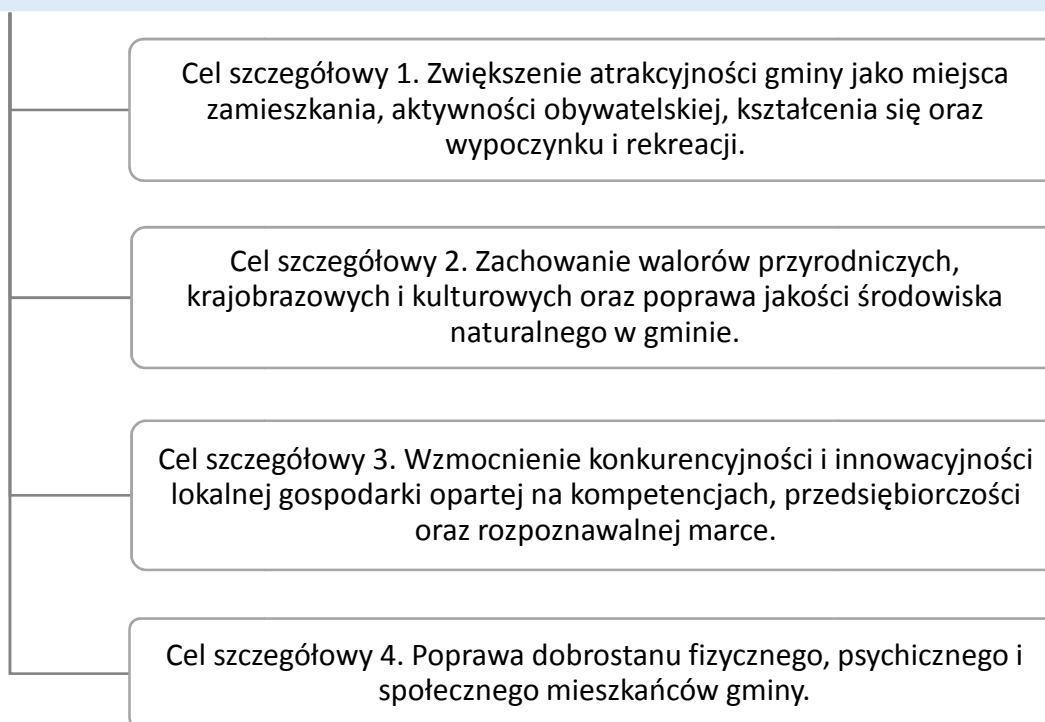 Cel szczegółowy 1. Zwiększenie atrakcyjności gminy jako miejsca
zamieszkania, aktywności obywatelskiej, kształcenia się oraz
wypoczynku i rekreacji.
Cel szczegółowy 2. Zachowanie walorów przyrodniczych,
krajobrazowych i kulturowych oraz poprawa jakości środowiska
naturalnego w gminie.
Cel szczegółowy 3. Wzmocnienie konkurencyjności i innowacyjności
lokalnej gospodarki opartej na kompetencjach, przedsiębiorczości
oraz rozpoznawalnej marce.
Cel szczegółowy 4. Poprawa dobrostanu fizycznego, psychicznego i
społecznego mieszkańców gminy.